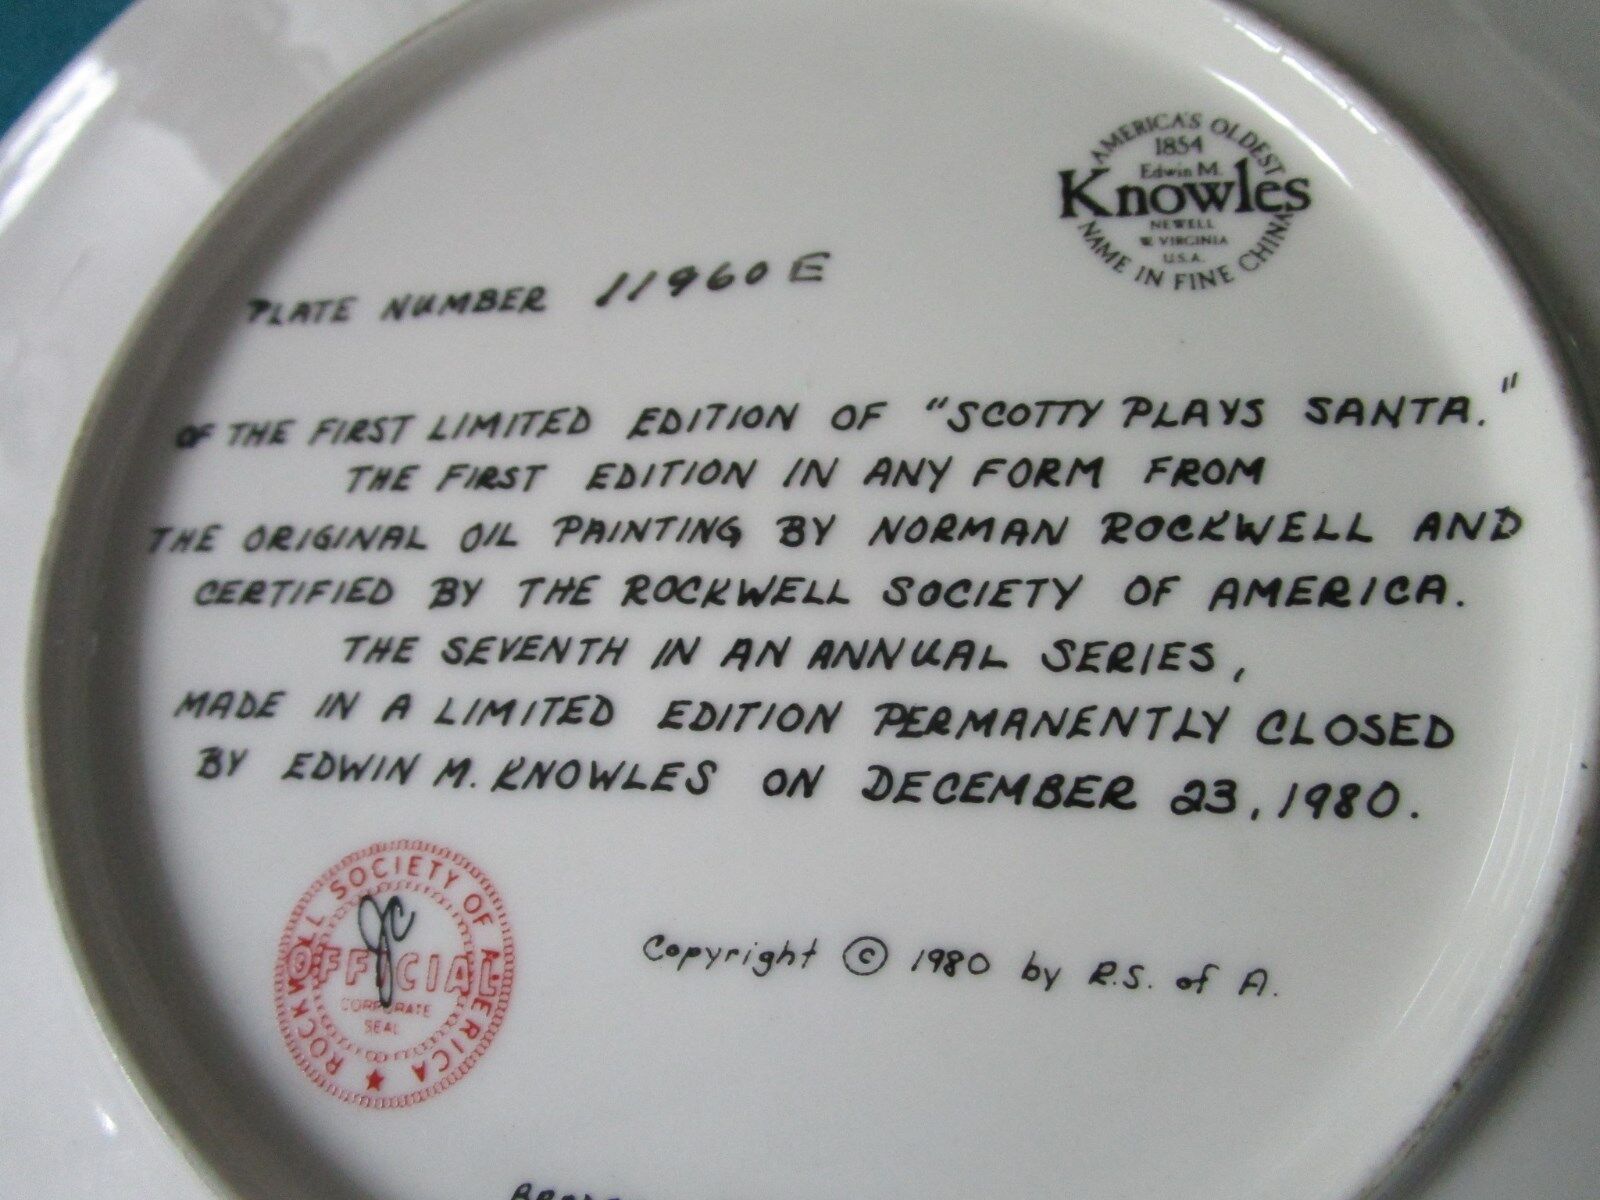 AMERICA'S OLDEST
1854
Edwin M.
Knowles
NEWELL
W. VIRGINIA
U.S.A.
NAME IN FINE CHINA
PLATE NUMBER 11960E
OF THE FIRST LIMITED EDITION OF "SCOTTY PLAYS SANTA."
THE FIRST EDITION IN ANY FORM FROM
THE ORIGINAL OIL PAINTING BY NORMAN ROCKWELL AND
CERTIFIED BY THE ROCKWELL SOCIETY OF AMERICA.
THE SEVENTH IN AN ANNUAL SERIES,
MADE IN A LIMITED EDITION PERMANENTLY CLOSED
BY EDWIN M. KNOWLES ON DECEMBER 23, 1980.
ROCKWELL SOCIETY OF AMERICA ★
JC
OFFICIAL
CORPORATE
SEAL
Copyright © 1980 by R.S. of A.